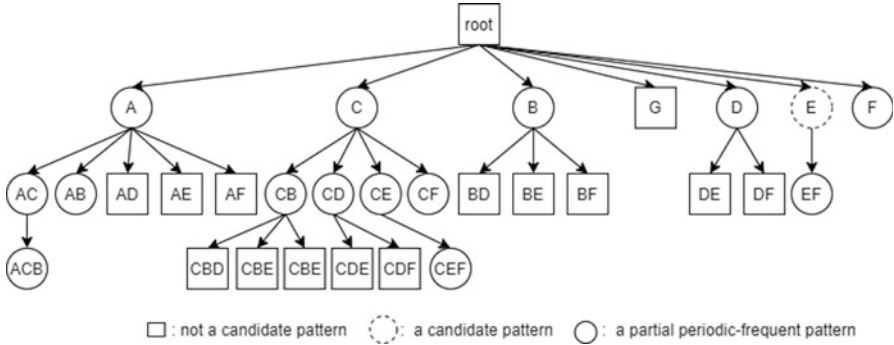 root
A C B G D E F
AC AB AD AE AF CB CD CE CF BD BE BF DE DF EF
ACB CBD CBE CBE CDE CDF CEF
: not a candidate pattern : a candidate pattern : a partial periodic-frequent pattern